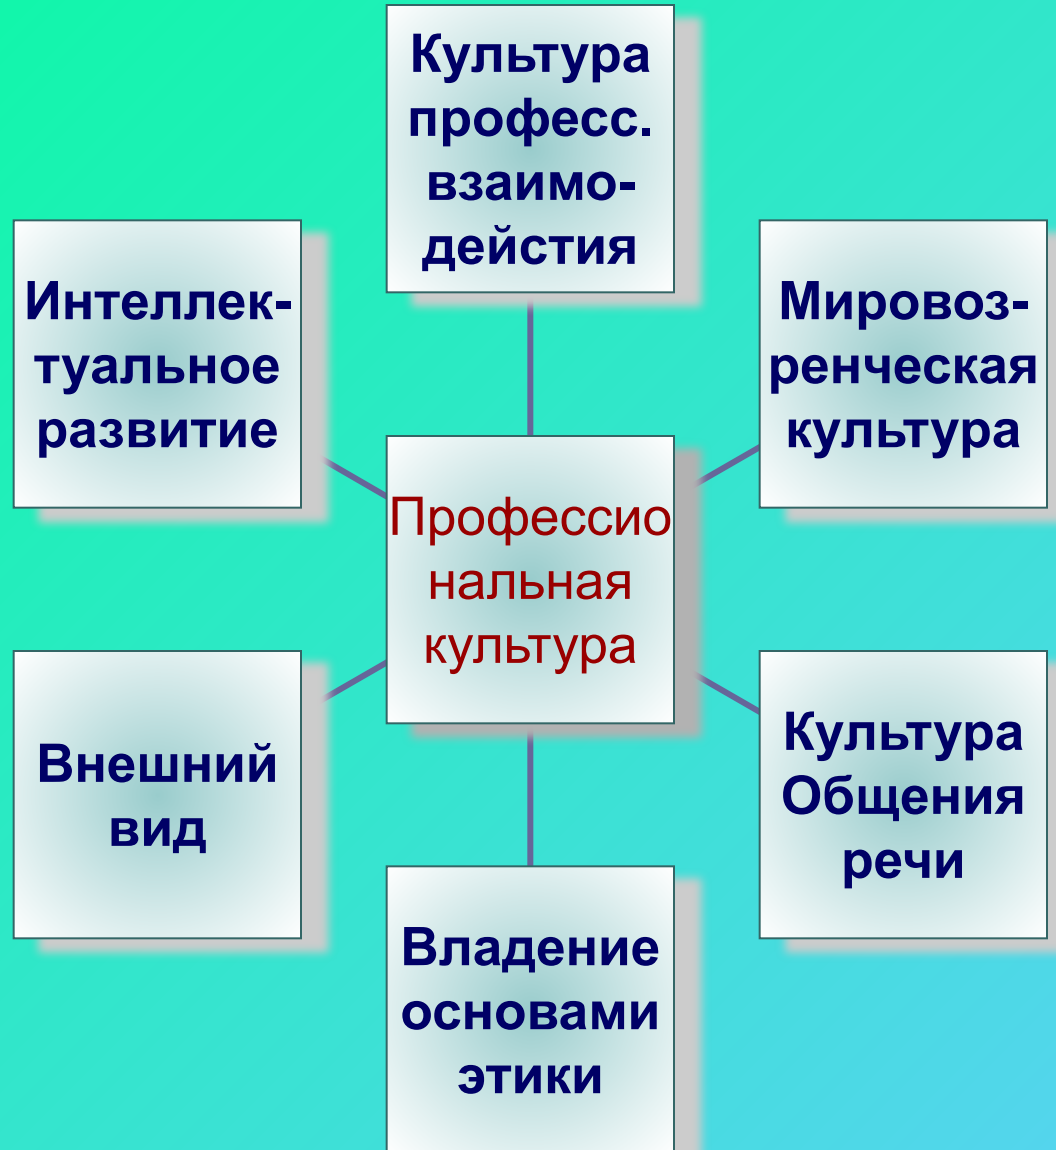 Культура
професс.
взаимо-
дейстия
Интеллек-
туальное
развитие
Мировоз-
ренческая
культура
Профессио
нальная
культура
Внешний
вид
Культура
Общения
речи
Владение
основами
этики